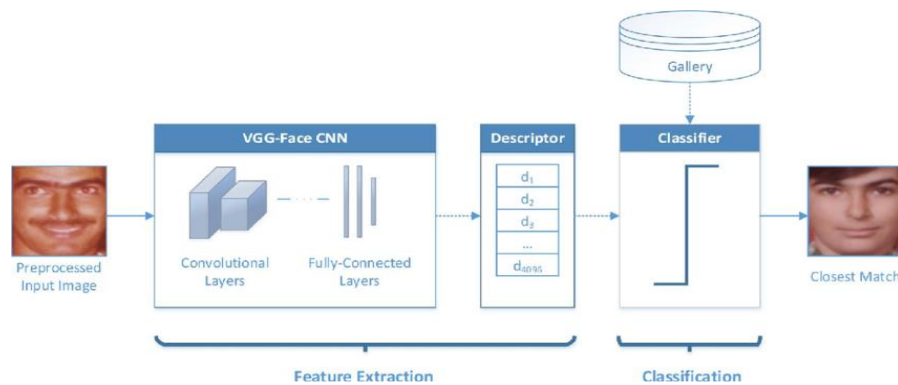 Gallery
VGG-Face CNN
Descriptor
Classifier
d1
d2
d3
...
d4096
Convolutional
Layers
Fully-Connected
Layers
Preprocessed
Input Image
Closest Match
Feature Extraction
Classification